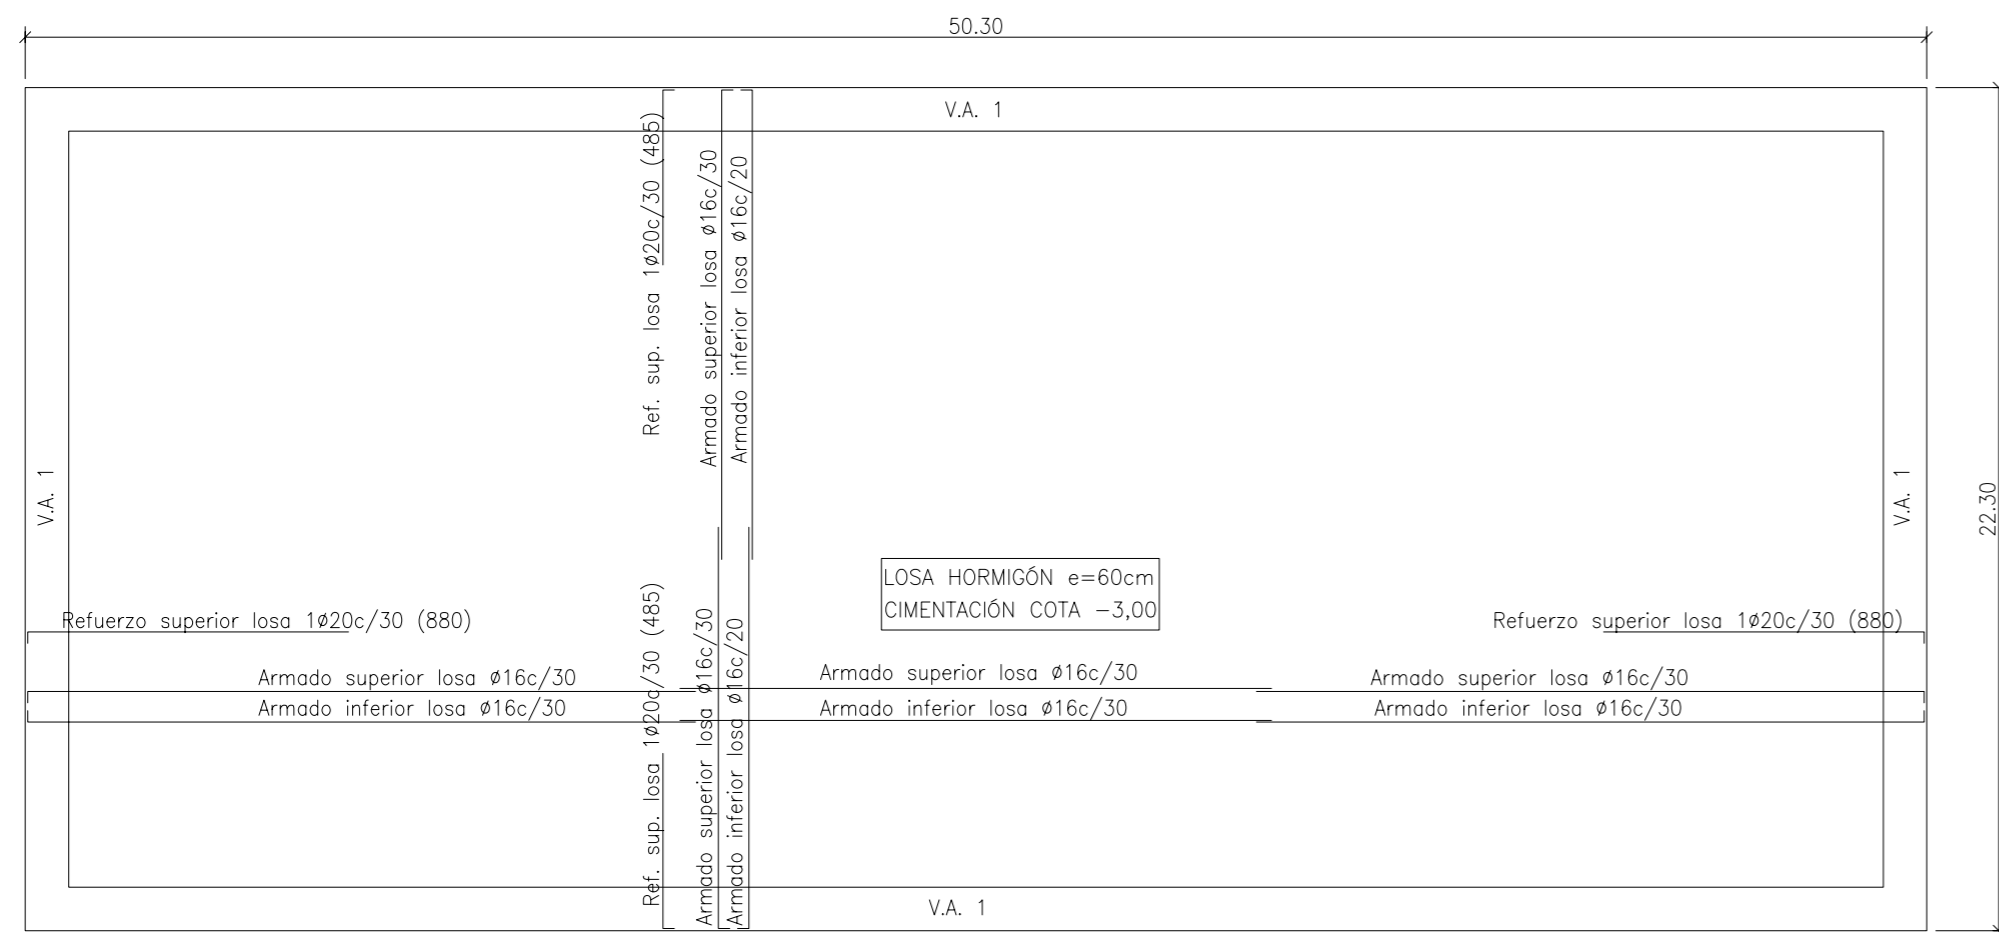 50.30
V.A. 1
Ref. sup. losa 1ø20c/30 (485)
Armado superior losa ø16c/30
Armado inferior losa ø16c/20
V.A. 1
V.A. 1
22.30
LOSA HORMIGÓN e=60cm
CIMENTACIÓN COTA -3,00
Refuerzo superior losa 1ø20c/30 (880)
Refuerzo superior losa 1ø20c/30 (880)
Armado superior losa ø16c/30
Armado inferior losa ø16c/30
Ref. sup. losa 1ø20c/30 (485)
Armado superior losa ø16c/30
Armado inferior losa ø16c/20
Armado superior losa ø16c/30
Armado inferior losa ø16c/30
Armado superior losa ø16c/30
Armado inferior losa ø16c/30
V.A. 1